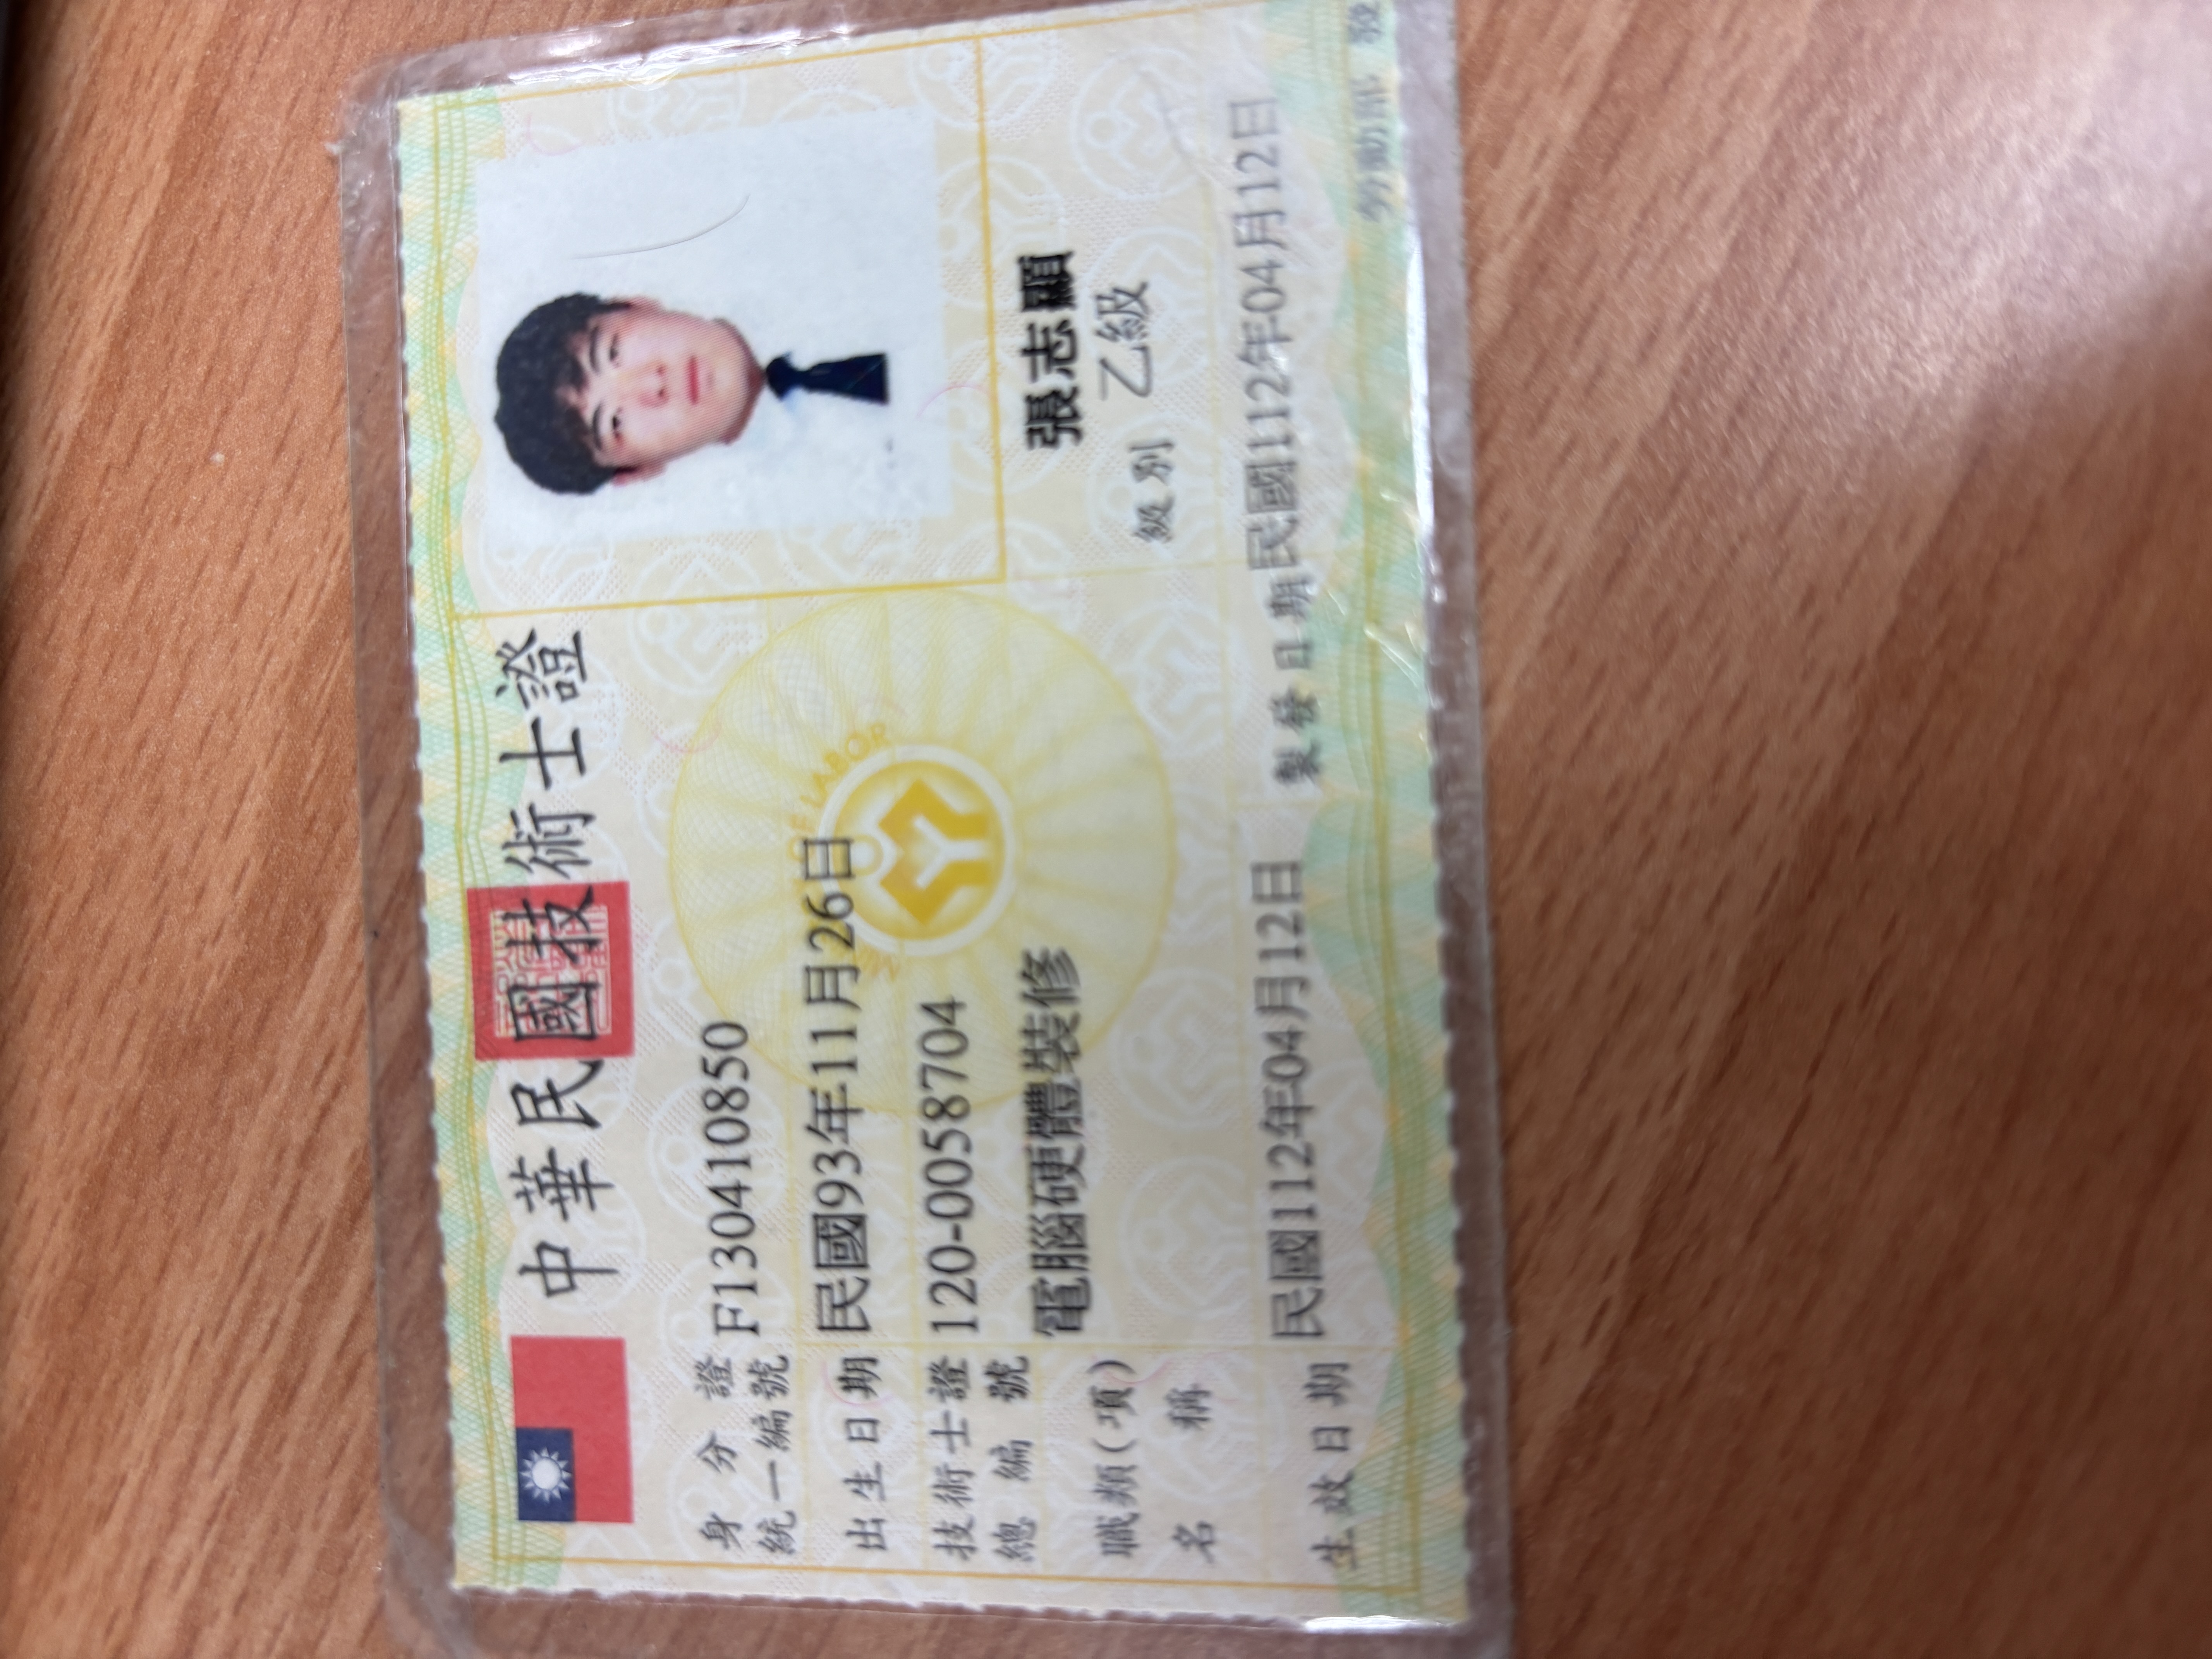 中華民國技術士證
身分證
統一編號
F130410850
出生日期
民國93年11月26日
技術士證
總編號
120-0058704
職類(項)
名稱
電腦硬體裝修
張志顯
級別 乙級
生效日期 民國112年04月12日 製發日期 民國112年04月12日
勞動部 發
OF LABOR